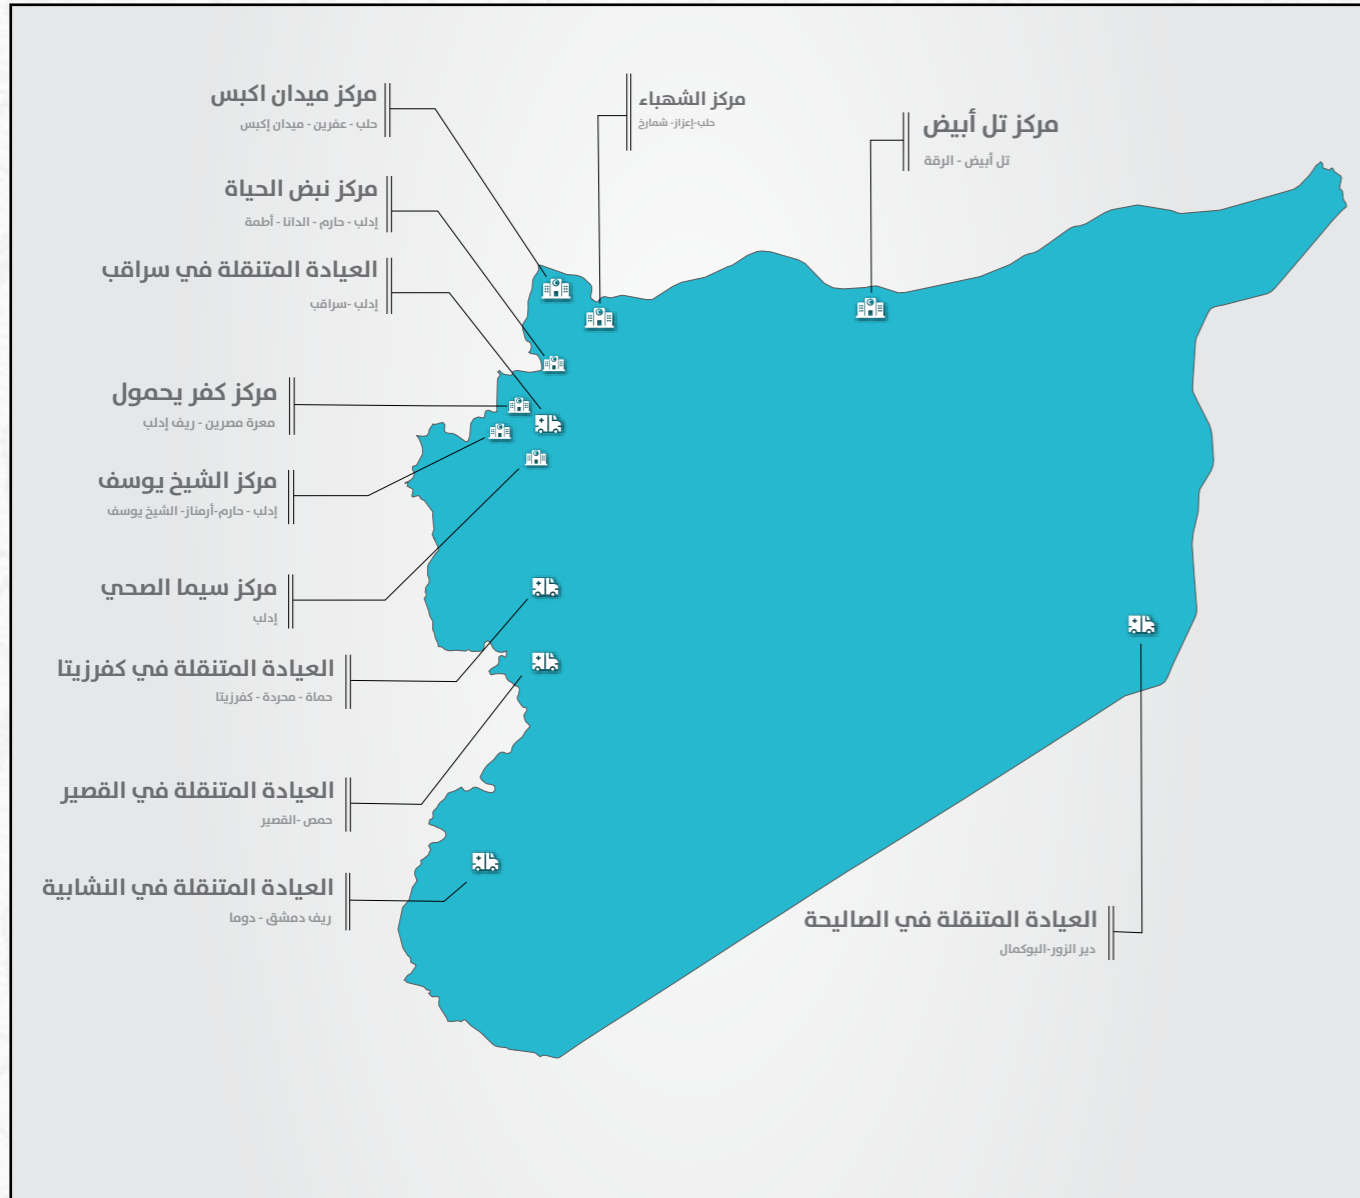 مركز ميدان اكبس
حلب - عفرين - ميدان إكبس
مركز الشهباء
حلب-إعزاز- شمارخ
مركز تل أبيض
تل أبيض - الرقة
مركز نبض الحياة
إدلب - حارم - الدانا - أطمة
العيادة المتنقلة في سراقب
إدلب -سراقب
مركز كفر يحمول
معرة مصرين - ريف إدلب
مركز الشيخ يوسف
إدلب - حارم-أرمناز- الشيخ يوسف
مركز سيما الصحي
إدلب
العيادة المتنقلة في كفرزيتا
حماة - محردة - كفرزيتا
العيادة المتنقلة في القصير
حمص -القصير
العيادة المتنقلة في النشابية
ريف دمشق - دوما
العيادة المتنقلة في الصاليحة
دير الزور-البوكمال